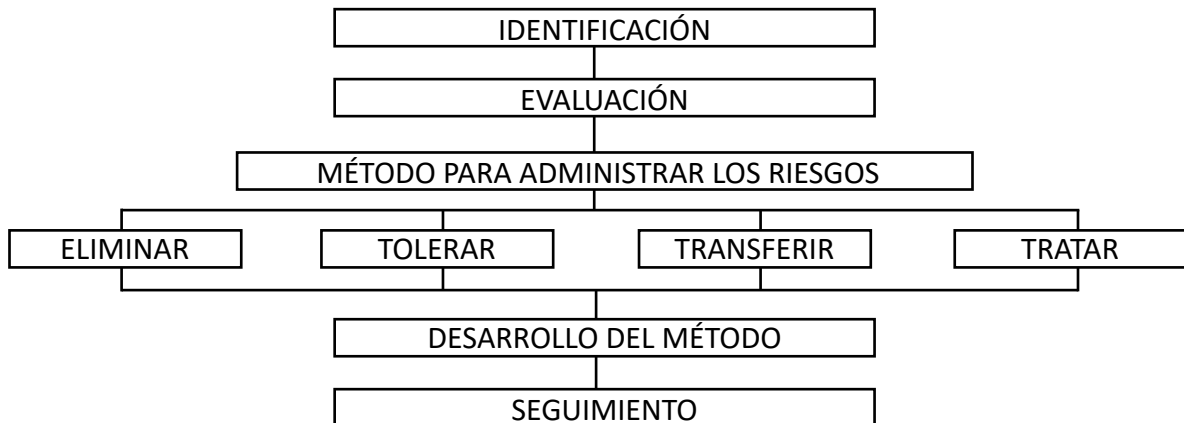 IDENTIFICACIÓN
EVALUACIÓN
MÉTODO PARA ADMINISTRAR LOS RIESGOS
ELIMINAR
TOLERAR
TRANSFERIR
TRATAR
DESARROLLO DEL MÉTODO
SEGUIMIENTO